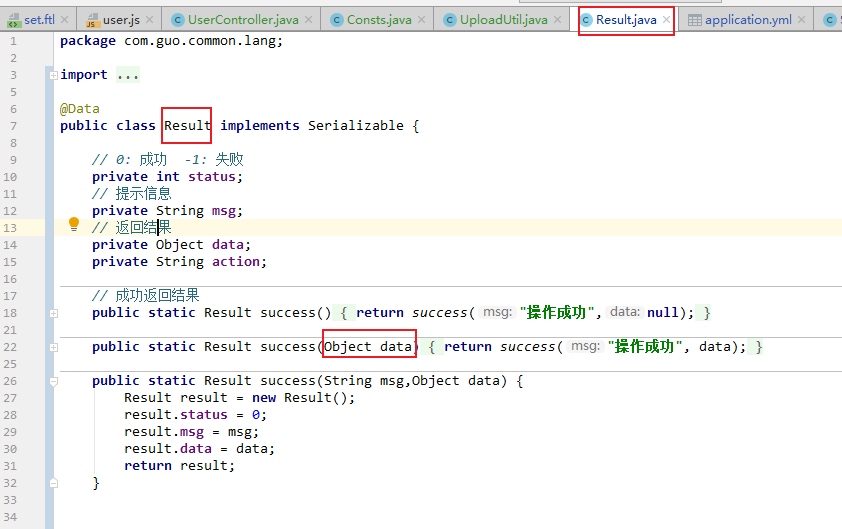 set.ftl × user.js × UserController.java × Consts.java × UploadUtil.java × Result.java × application.yml ×
1 package com.guo.common.lang;
2
3 import ...
5
6 @Data
7 public class Result implements Serializable {
8
9 // 0: 成功 -1: 失败
10 private int status;
11 // 提示信息
12 private String msg;
13 // 返回结果
14 private Object data;
15 private String action;
16
17 // 成功返回结果
18 public static Result success() { return success( msg: "操作成功", data: null); }
21
22 public static Result success(Object data) { return success( msg: "操作成功", data); }
25
26 public static Result success(String msg,Object data) {
27 Result result = new Result();
28 result.status = 0;
29 result.msg = msg;
30 result.data = data;
31 return result;
32 }
33
34